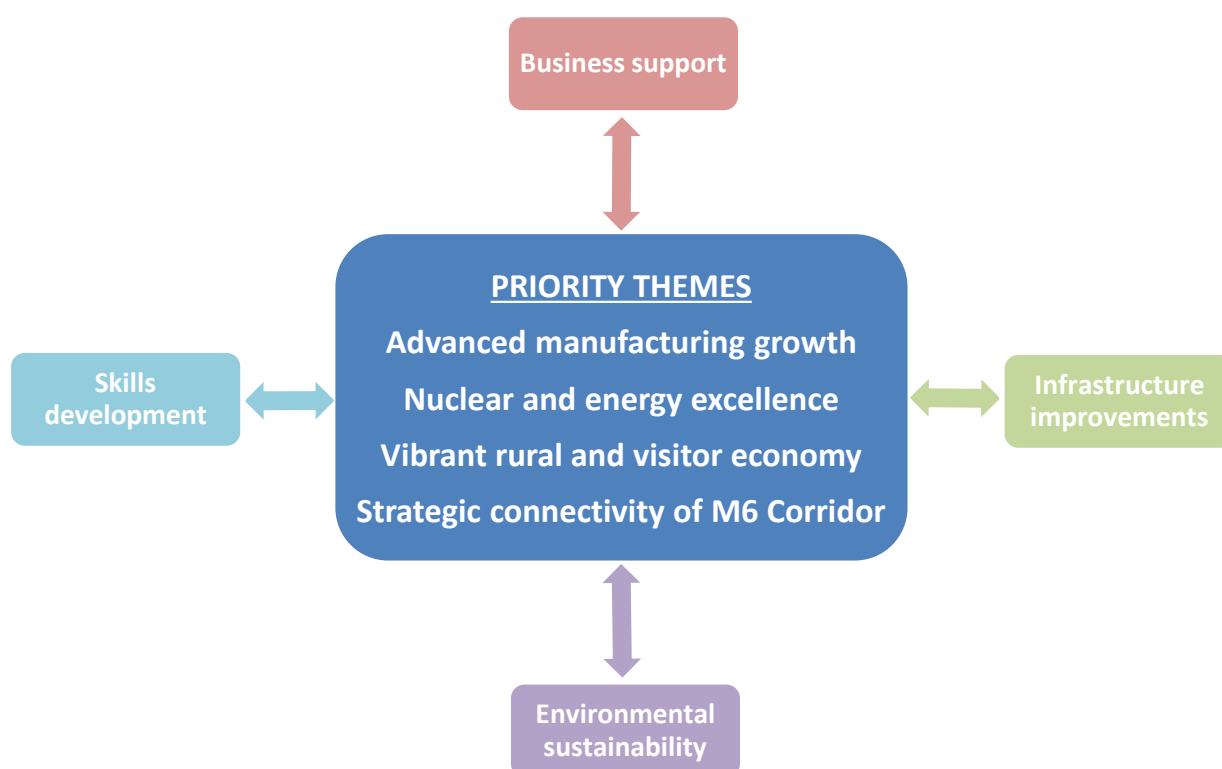 Business support
PRIORITY THEMES
Advanced manufacturing growth
Nuclear and energy excellence
Vibrant rural and visitor economy
Strategic connectivity of M6 Corridor
Skills
development
Infrastructure
improvements
Environmental
sustainability